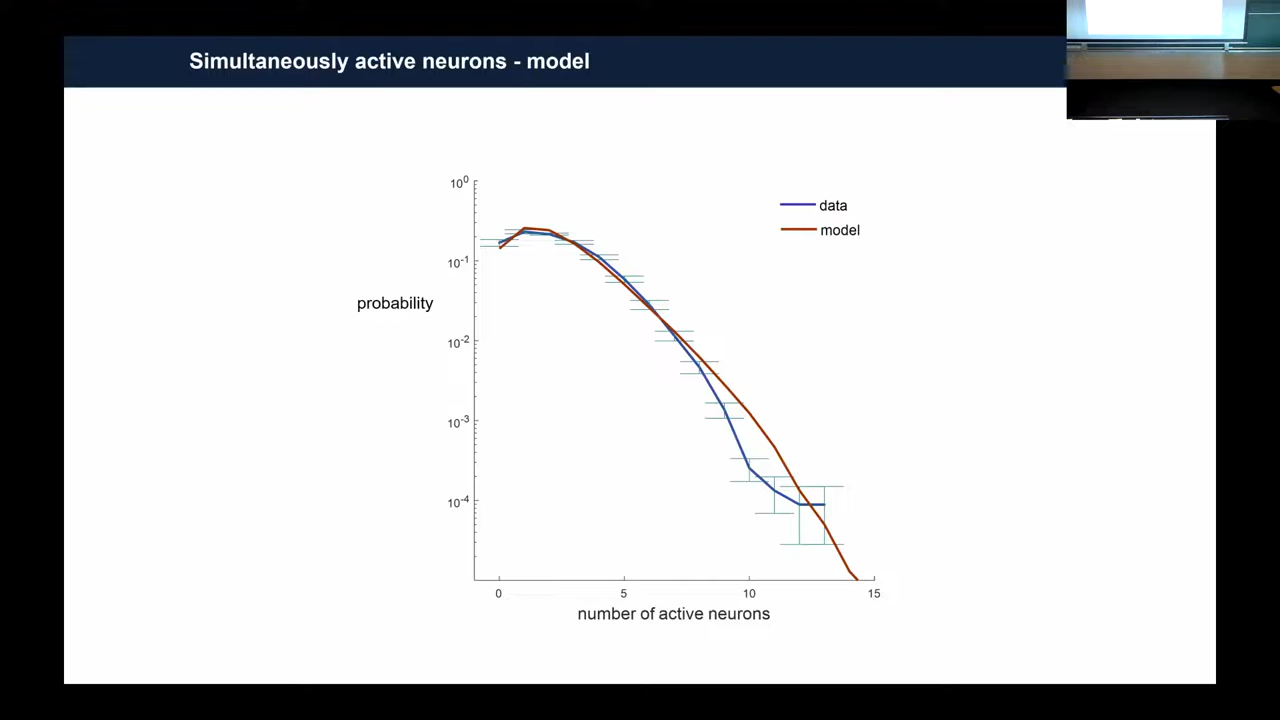 Simultaneously active neurons - model
10^0
10^-1
10^-2
10^-3
10^-4
probability
data
model
0 5 10 15
number of active neurons